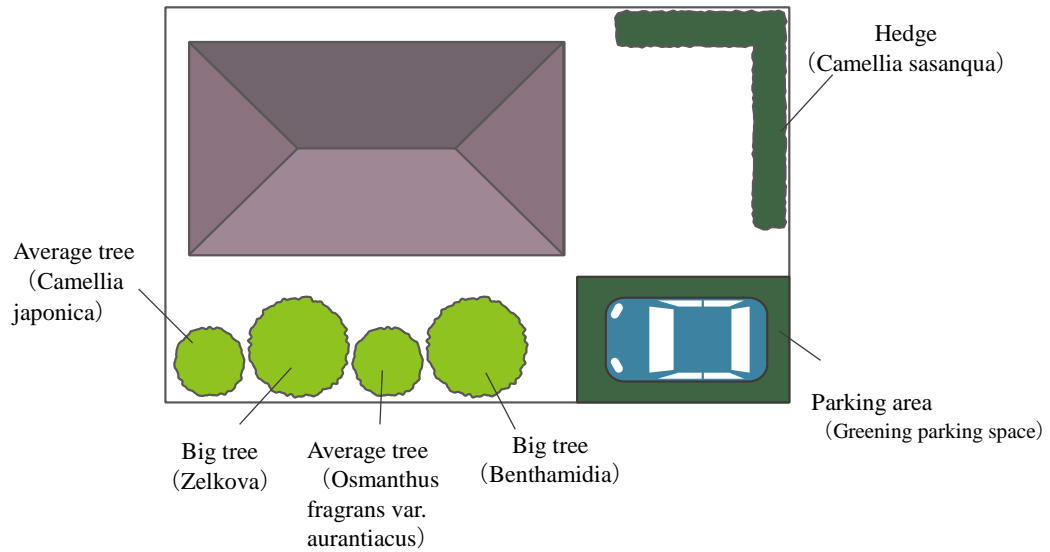 Hedge
（Camellia sasanqua）
Average tree
（Camellia
japonica）
Big tree
（Zelkova）
Average tree
（Osmanthus
fragrans var.
aurantiacus）
Big tree
（Benthamidia）
Parking area
（Greening parking space）